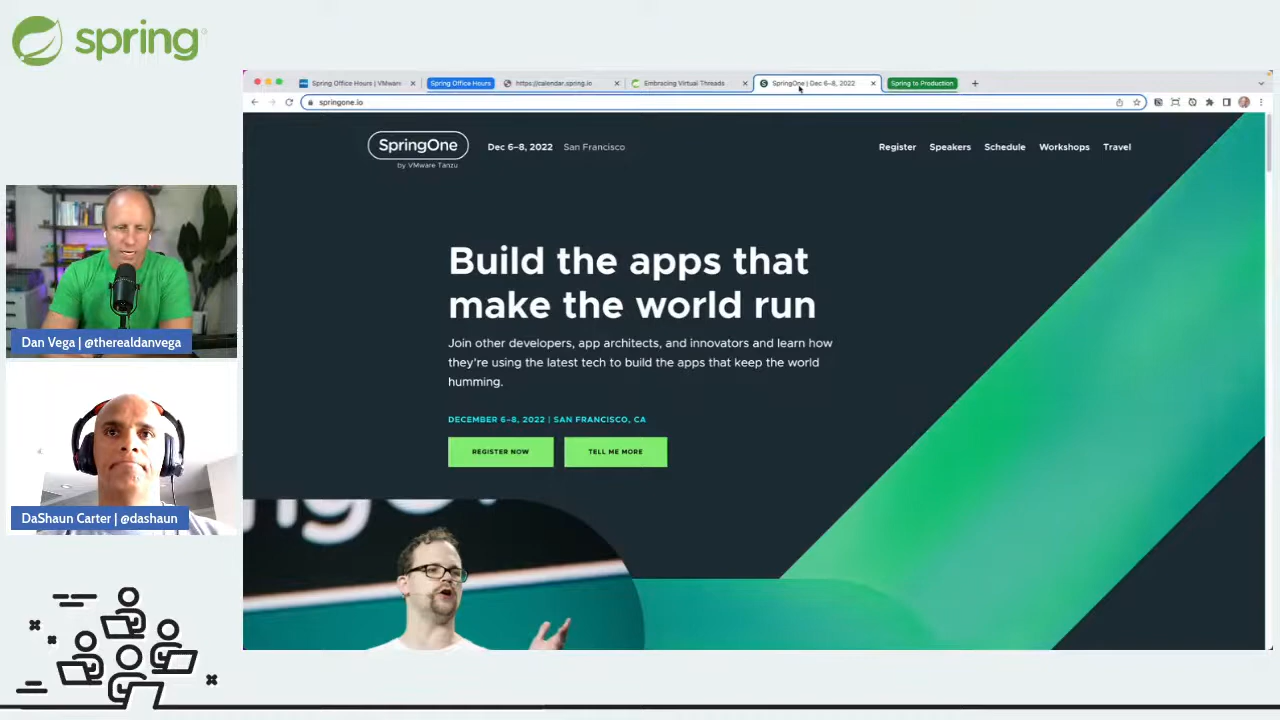 spring
Spring Office Hours | VMware
Spring Office Hours
https://calendar.spring.io
Embracing Virtual Threads
SpringOne | Dec 6–8, 2022
Spring to Production
springone.io
SpringOne
by VMware Tanzu
Dec 6–8, 2022
San Francisco
Register
Speakers
Schedule
Workshops
Travel
Build the apps that
make the world run
Join other developers, app architects, and innovators and learn how
they're using the latest tech to build the apps that keep the world
humming.
DECEMBER 6–8, 2022 | SAN FRANCISCO, CA
REGISTER NOW
TELL ME MORE
Dan Vega | @therealdanvega
DaShaun Carter | @dashaun